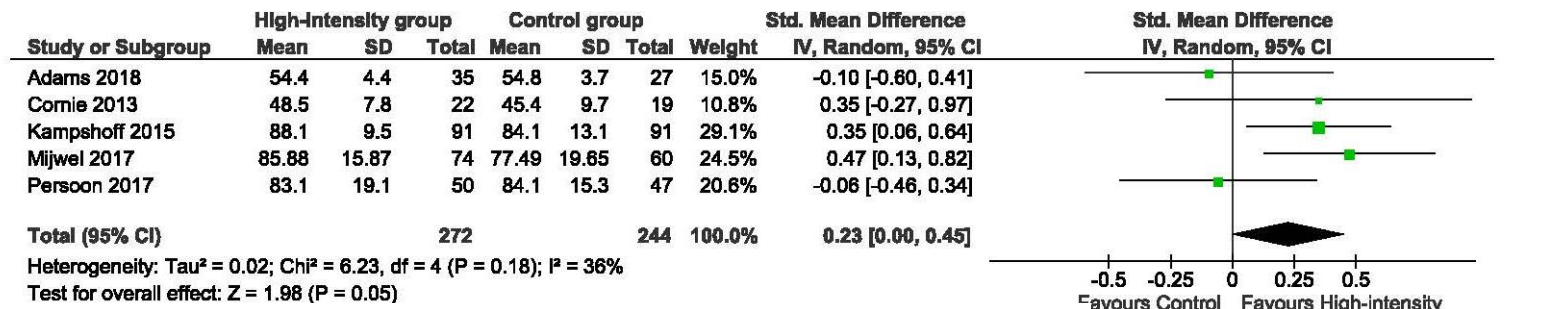 High-Intensity group Control group Std. Mean Difference Std. Mean Difference
Study or Subgroup Mean SD Total Mean SD Total Weight IV, Random, 95% CI IV, Random, 95% CI
Adams 2018 54.4 4.4 35 54.8 3.7 27 15.0% -0.10 [-0.60, 0.41]
Cornie 2013 48.5 7.8 22 45.4 9.7 19 10.8% 0.35 [-0.27, 0.97]
Kampshoff 2015 88.1 9.5 91 84.1 13.1 91 29.1% 0.35 [0.06, 0.64]
Mijwel 2017 85.88 15.87 74 77.49 19.65 60 24.5% 0.47 [0.13, 0.82]
Persoon 2017 83.1 19.1 50 84.1 15.3 47 20.6% -0.06 [-0.46, 0.34]
Total (95% CI) 272 244 100.0% 0.23 [0.00, 0.45]
Heterogeneity: Tau² = 0.02; Chi² = 6.23, df = 4 (P = 0.18); I² = 36%
Test for overall effect: Z = 1.98 (P = 0.05)
-0.5 -0.25 0 0.25 0.5
Favours Control Favours High-intensity